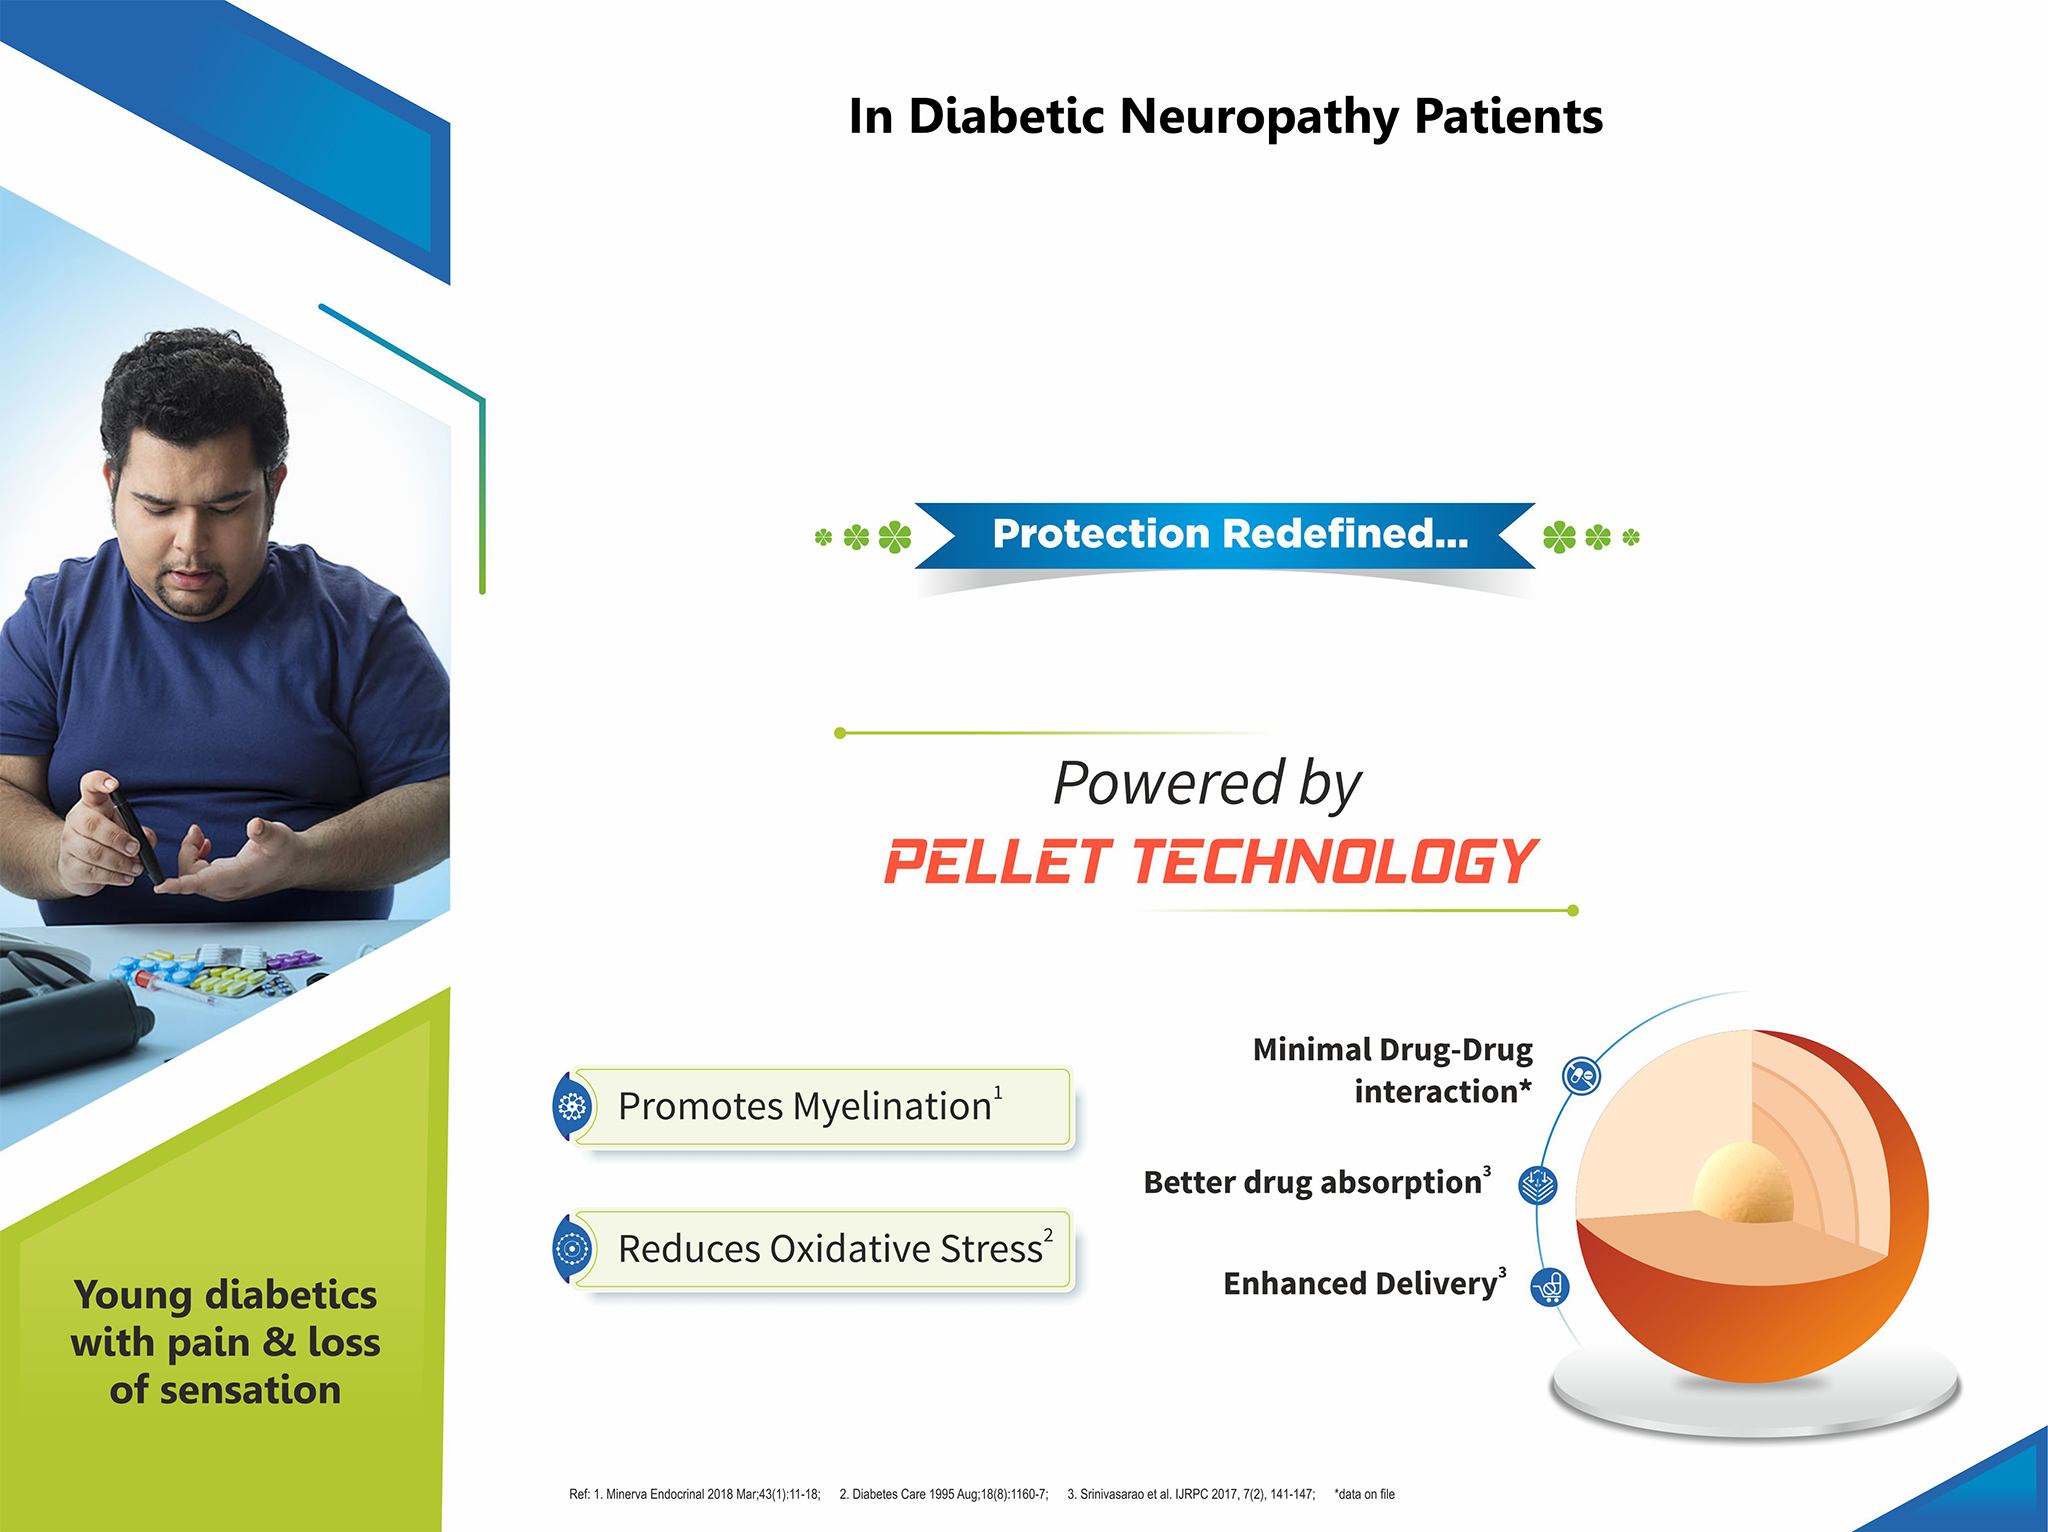 In Diabetic Neuropathy Patients
Protection Redefined...
Powered by
PELLET TECHNOLOGY
Promotes Myelination1
Reduces Oxidative Stress2
Minimal Drug-Drug
interaction*
Better drug absorption3
Enhanced Delivery3
Young diabetics
with pain & loss
of sensation
Ref: 1. Minerva Endocrinal 2018 Mar;43(1):11-18; 2. Diabetes Care 1995 Aug;18(8):1160-7; 3. Srinivasarao et al. IJRPC 2017, 7(2), 141-147; *data on file